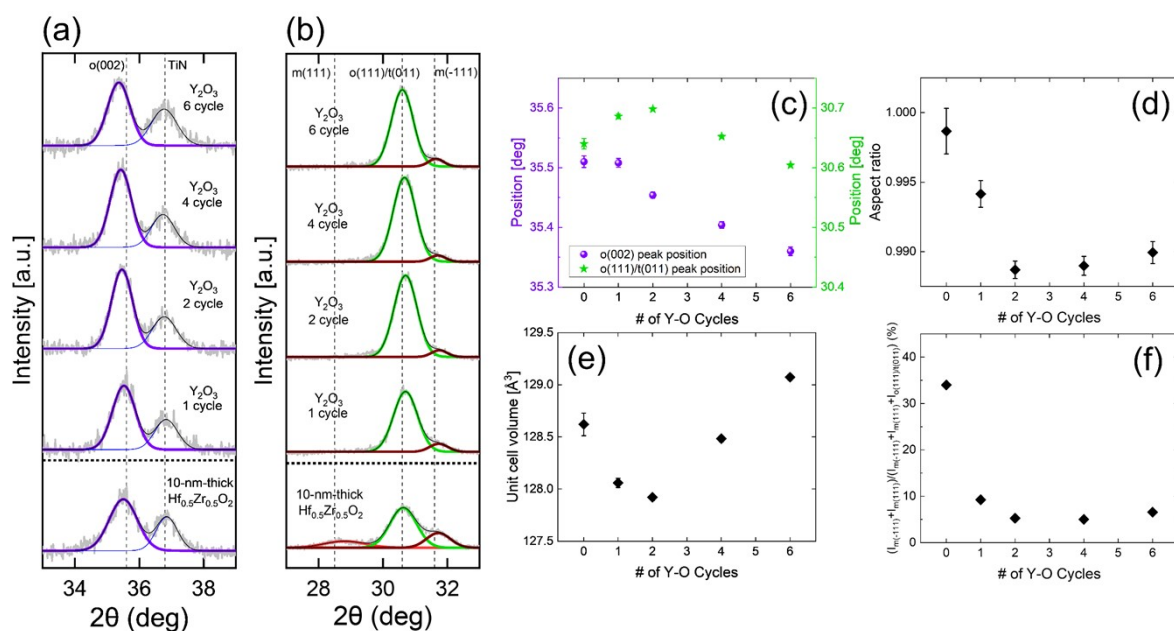 (a)
o(002)
TiN
Y₂O₃
6 cycle
Y₂O₃
4 cycle
Y₂O₃
2 cycle
Y₂O₃
1 cycle
10-nm-thick
Hf₀.₅Zr₀.₅O₂
Intensity [a.u.]
34 36 38
2θ (deg)
(b)
m(111)
o(111)/t(011)
m(-111)
Y₂O₃
6 cycle
Y₂O₃
4 cycle
Y₂O₃
2 cycle
Y₂O₃
1 cycle
10-nm-thick
Hf₀.₅Zr₀.₅O₂
Intensity [a.u.]
28 30 32
2θ (deg)
(c)
Position [deg]
35.6
35.5
35.4
35.3
30.7
30.6
30.5
30.4
Position [deg]
o(002) peak position
o(111)/t(011) peak position
0 1 2 3 4 5 6
# of Y-O Cycles
(d)
Aspect ratio
1.000
0.995
0.990
0 1 2 3 4 5 6
# of Y-O Cycles
(e)
Unit cell volume [Å³]
129.5
129.0
128.5
128.0
127.5
0 1 2 3 4 5 6
# of Y-O Cycles
(f)
(Iₘ₍₋₁₁₁₎+Iₘ₍₁₁₁₎)/(Iₘ₍₋₁₁₁₎+Iₘ₍₁₁₁₎+Iₒ₍₁₁₁₎/ₜ₍₀₁₁₎) (%)
40
35
30
25
20
15
10
5
0
0 1 2 3 4 5 6
# of Y-O Cycles